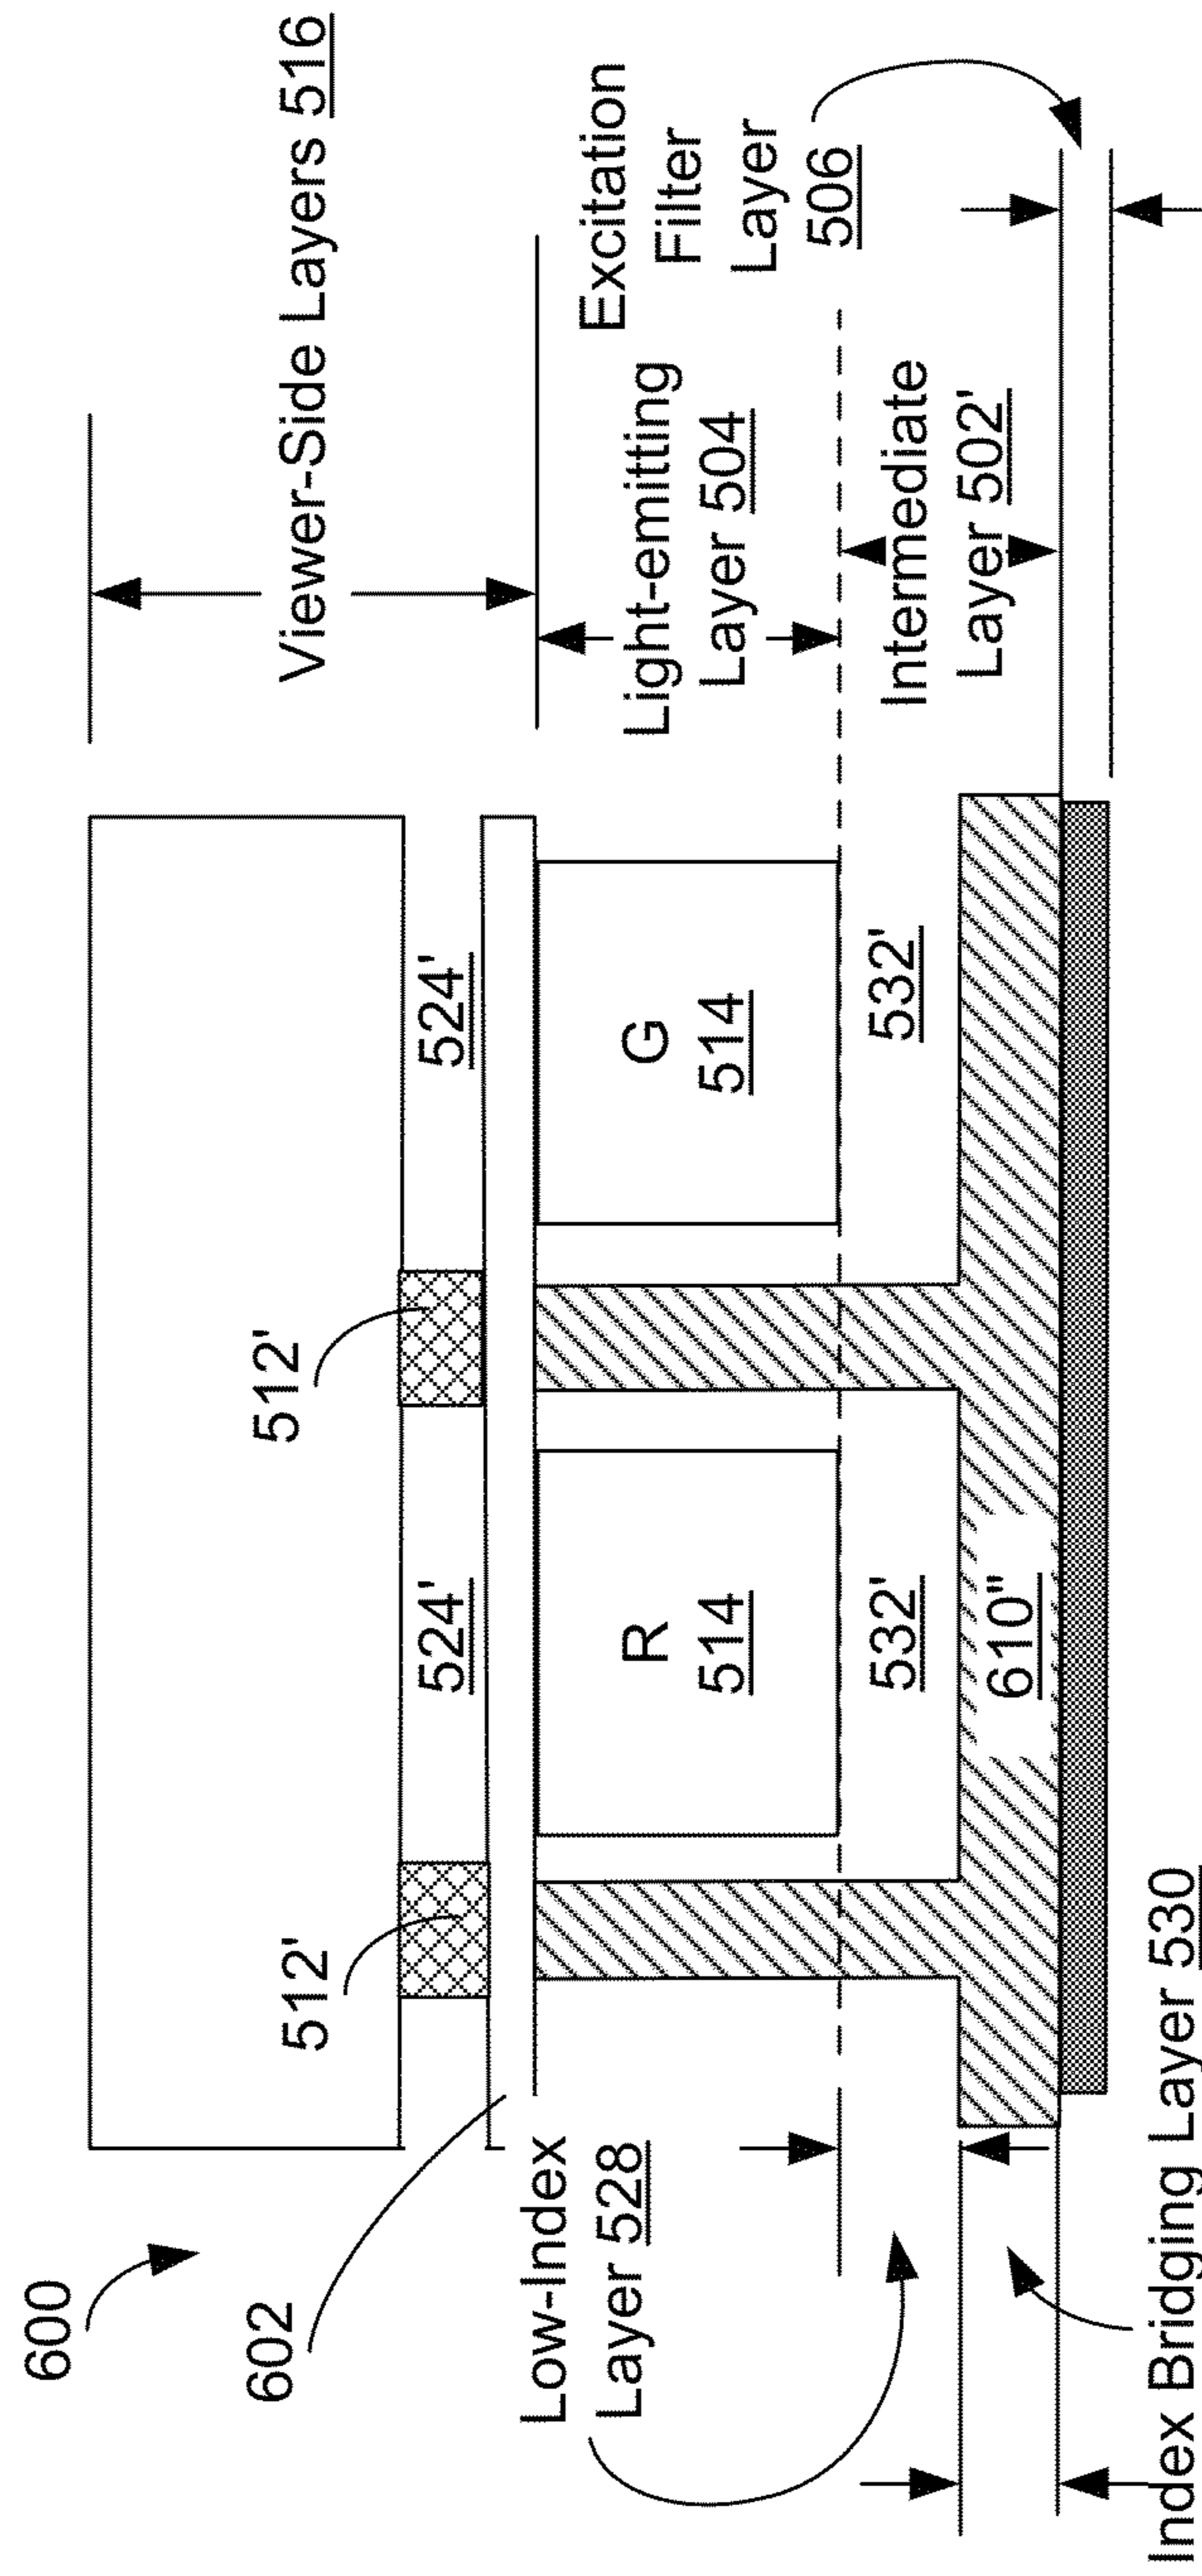 600
602
512'
512'
Viewer-Side Layers 516
524'
524'
Low-Index
Layer 528
R
514
G
514
Light-emitting
Layer 504
Excitation
Filter
Layer
506
532'
532'
Intermediate
Layer 502'
610"
Index Bridging Layer 530